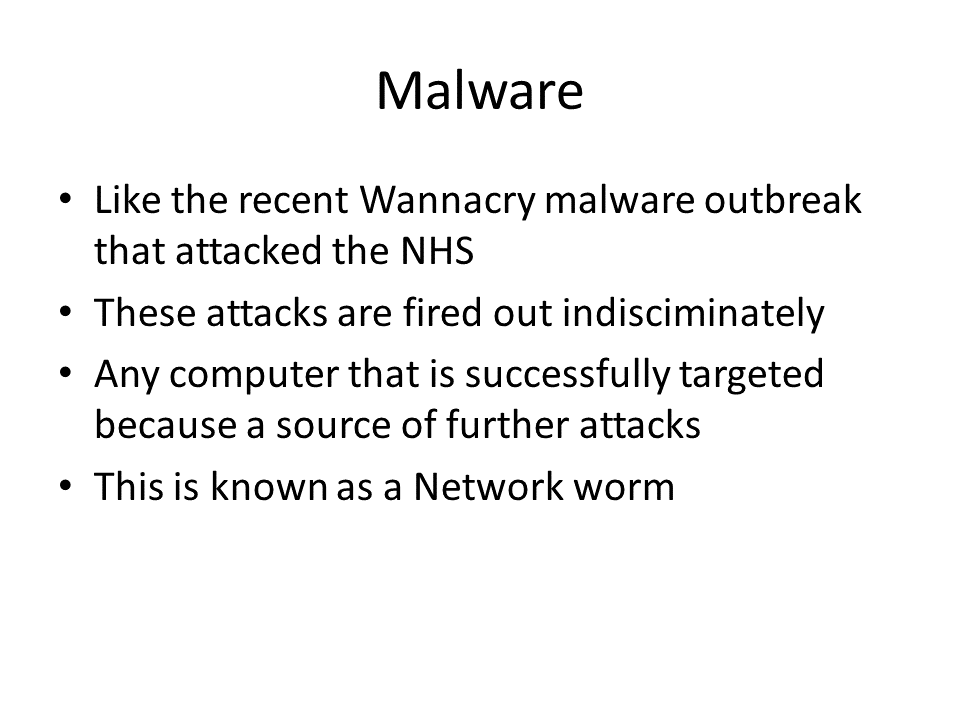 Malware
• Like the recent Wannacry malware outbreak
that attacked the NHS
• These attacks are fired out indisciminately
• Any computer that is successfully targeted
because a source of further attacks
• This is known as a Network worm